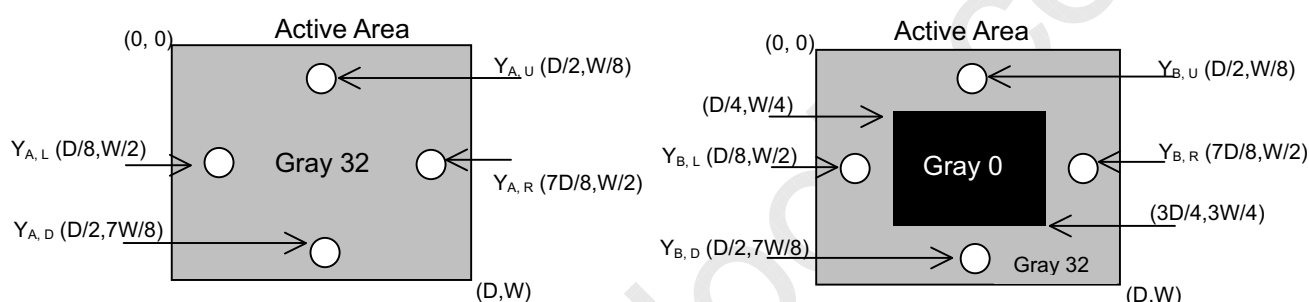 Active Area
(0, 0)
Y_A, U (D/2,W/8)
Y_A, L (D/8,W/2)
Gray 32
Y_A, R (7D/8,W/2)
Y_A, D (D/2,7W/8)
(D,W)
Active Area
(0, 0)
Y_B, U (D/2,W/8)
(D/4,W/4)
Y_B, L (D/8,W/2)
Gray 0
Y_B, R (7D/8,W/2)
(3D/4,3W/4)
Y_B, D (D/2,7W/8)
Gray 32
(D,W)